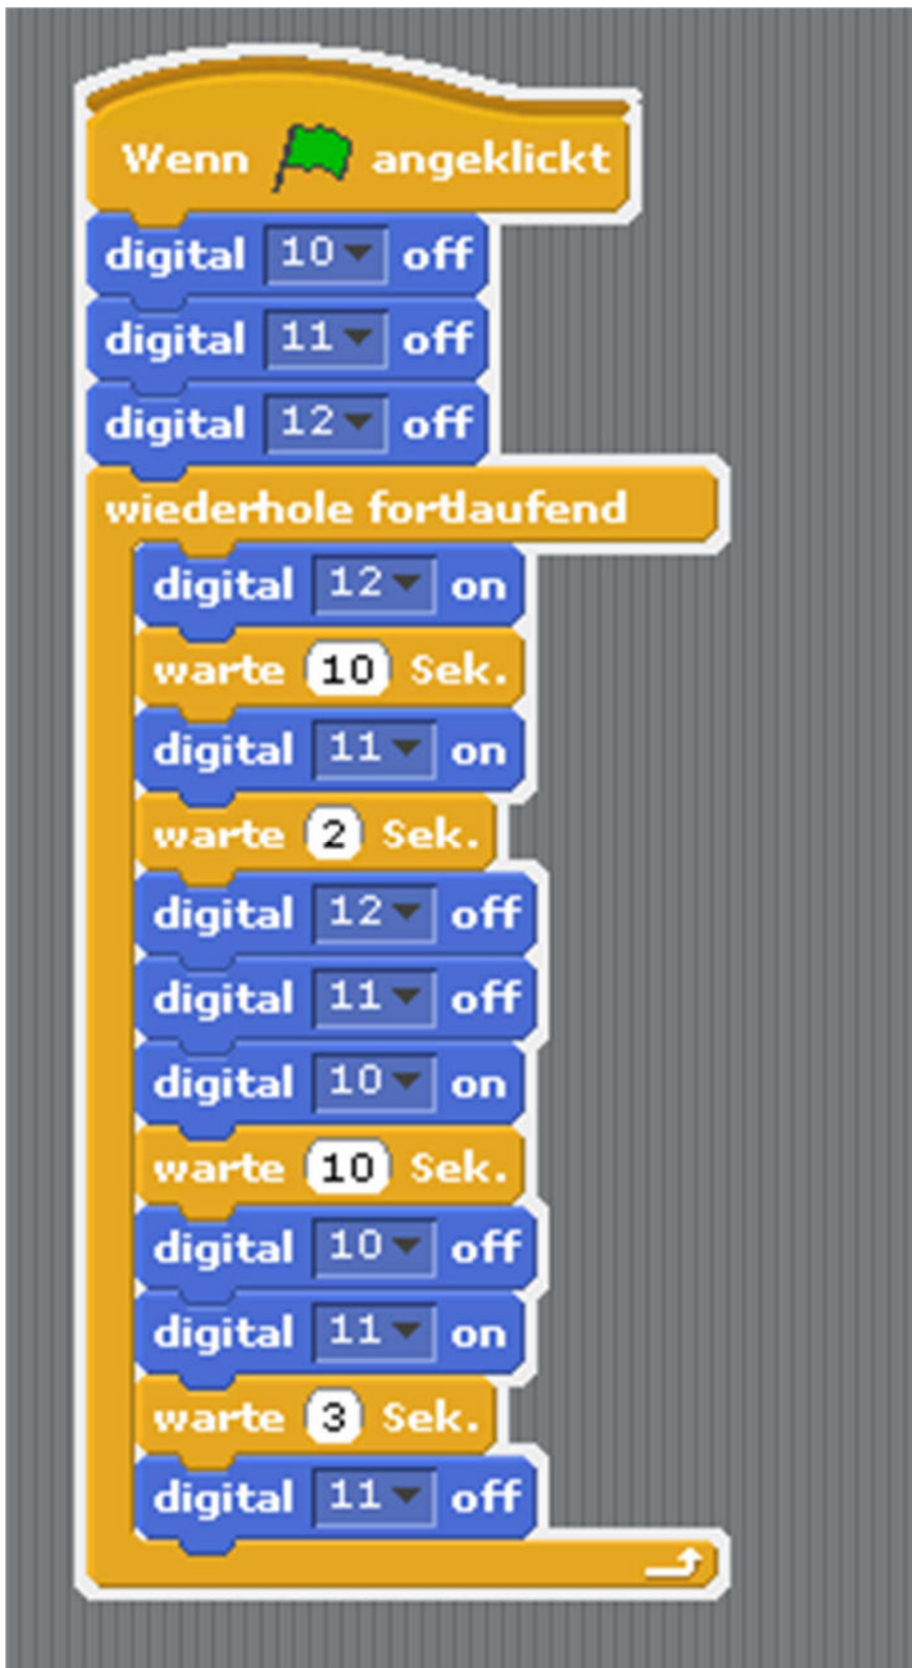 Wenn angeklickt
digital 10 off
digital 11 off
digital 12 off
wiederhole fortlaufend
digital 12 on
warte 10 Sek.
digital 11 on
warte 2 Sek.
digital 12 off
digital 11 off
digital 10 on
warte 10 Sek.
digital 10 off
digital 11 on
warte 3 Sek.
digital 11 off